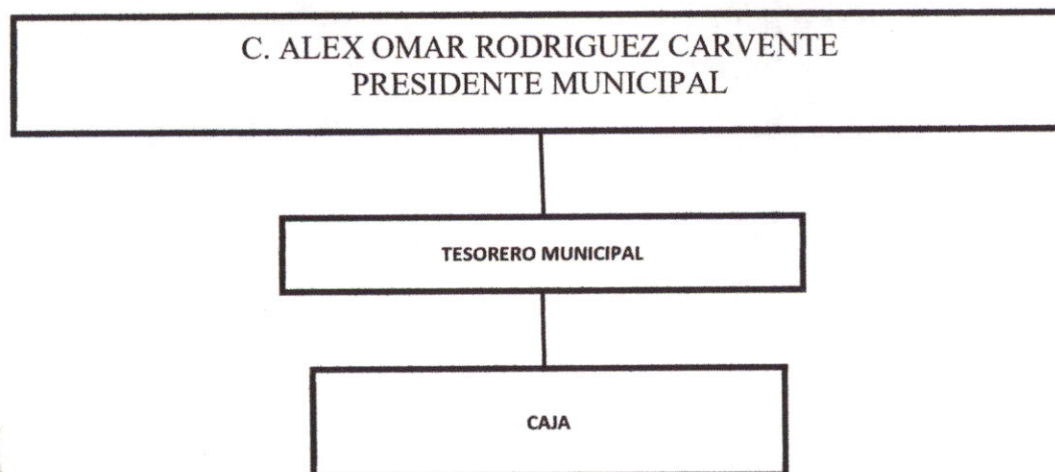 C. ALEX OMAR RODRIGUEZ CARVENTE
PRESIDENTE MUNICIPAL
TESORERO MUNICIPAL
CAJA